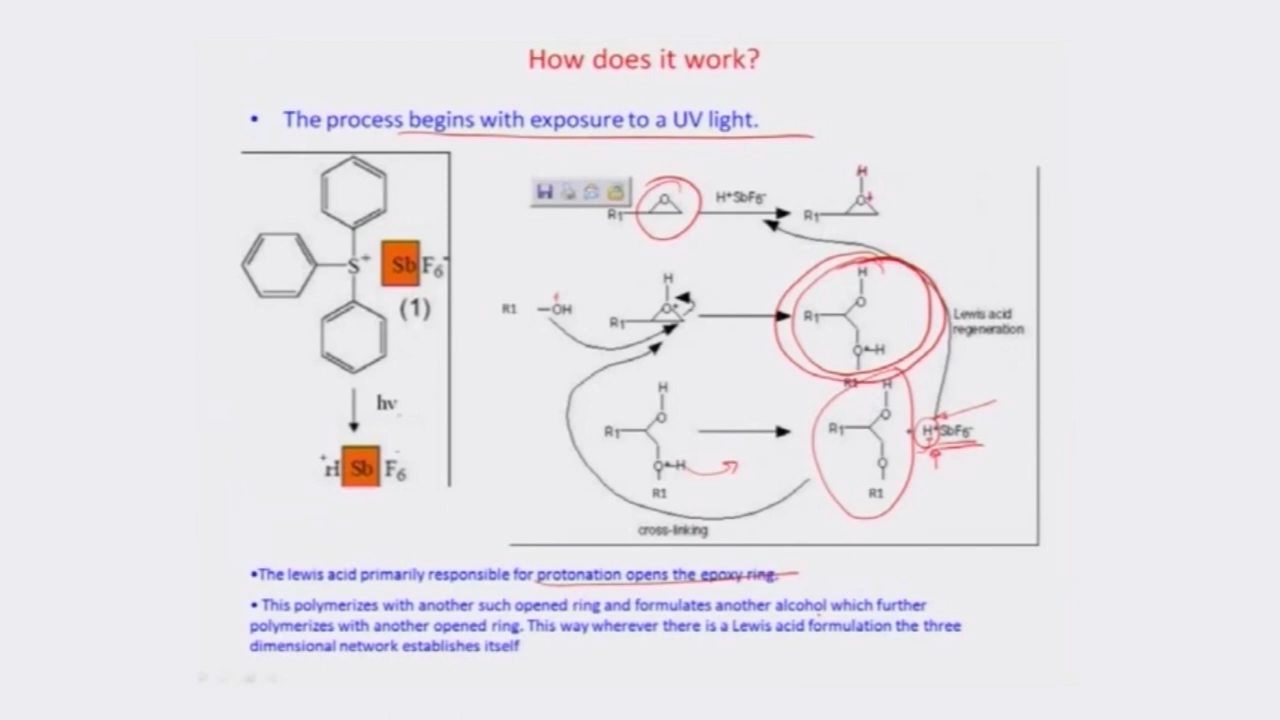 How does it work?
• The process begins with exposure to a UV light.
S+ Sb F6-
(1)
hν
+H Sb F6-
R1 O H+SbF6- R1 O+ H
R1 —OH R1 O+ H R1 H O O+-H R1
Lewis acid
regeneration
R1 H O O+-H R1 R1 H O O R1 + H+SbF6-
cross-linking
•The lewis acid primarily responsible for protonation opens the epoxy ring.
• This polymerizes with another such opened ring and formulates another alcohol which further
polymerizes with another opened ring. This way wherever there is a Lewis acid formulation the three
dimensional network establishes itself